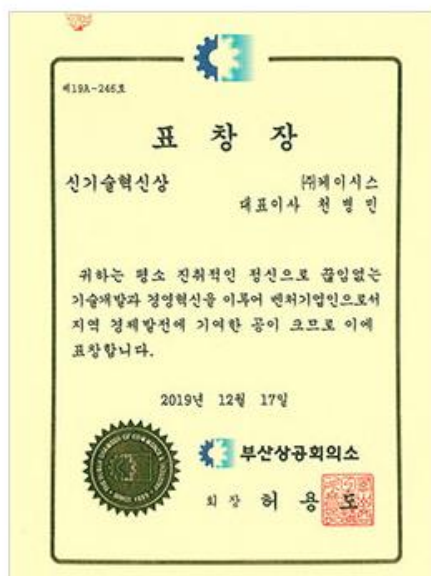 제19A-246호
표 창 장
신기술혁신상
㈜케이시스
대표이사 천 병 민
귀하는 평소 진취적인 정신으로 끊임없는
기술개발과 경영혁신을 이루어 벤처기업인으로서
지역 경제발전에 기여한 공이 크므로 이에
표창합니다.
2019년 12월 17일
부산상공회의소
회 장 허 용 도